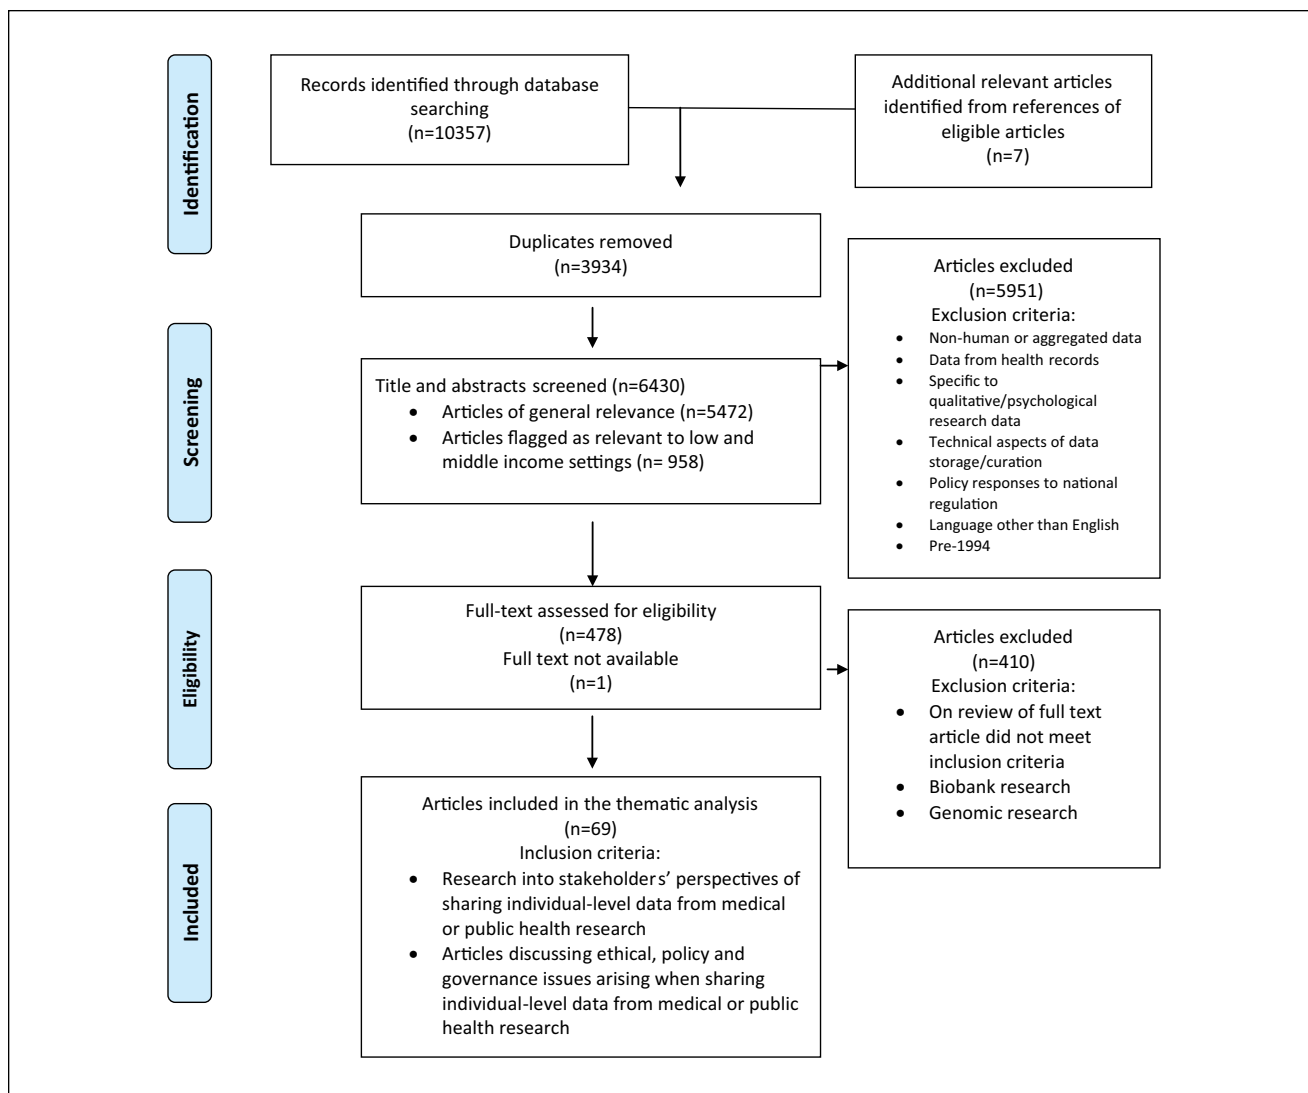 Identification
Records identified through database
searching
(n=10357)
Additional relevant articles
identified from references of
eligible articles
(n=7)
Duplicates removed
(n=3934)
Screening
Title and abstracts screened (n=6430)
• Articles of general relevance (n=5472)
• Articles flagged as relevant to low and
middle income settings (n= 958)
Articles excluded
(n=5951)
Exclusion criteria:
• Non-human or aggregated data
• Data from health records
• Specific to
qualitative/psychological
research data
• Technical aspects of data
storage/curation
• Policy responses to national
regulation
• Language other than English
• Pre-1994
Eligibility
Full-text assessed for eligibility
(n=478)
Full text not available
(n=1)
Articles excluded
(n=410)
Exclusion criteria:
• On review of full text
article did not meet
inclusion criteria
• Biobank research
• Genomic research
Included
Articles included in the thematic analysis
(n=69)
Inclusion criteria:
• Research into stakeholders’ perspectives of
sharing individual-level data from medical
or public health research
• Articles discussing ethical, policy and
governance issues arising when sharing
individual-level data from medical or public
health research